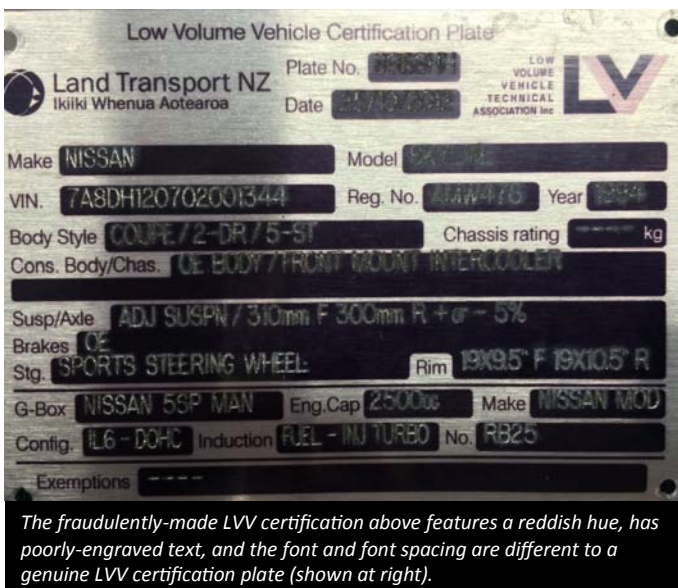 Low Volume Vehicle Certification Plate
Land Transport NZ
Ikiiki Whenua Aotearoa
Plate No.
Date
LOW
VOLUME
VEHICLE
TECHNICAL
ASSOCIATION Inc
LV
Make NISSAN Model
VIN. 7A8DH120702001344 Reg. No. Year 1994
Body Style COUPE/2-DR/5-ST Chassis rating ---- kg
Cons. Body/Chas. OE BODY/FRONT MOUNT INTERCOOLER
Susp/Axle ADJ SUSPN/310mm F 300mm R + or - 5%
Brakes OE
Stg. SPORTS STEERING WHEEL Rim 19X9.5" F 19X10.5" R
G-Box NISSAN 5SP MAN Eng.Cap 2500cc Make NISSAN MOD
Config. IL6-DOHC Induction FUEL-INJ TURBO No. RB25
Exemptions ----
The fraudulently-made LVV certification above features a reddish hue, has
poorly-engraved text, and the font and font spacing are different to a
genuine LVV certification plate (shown at right).